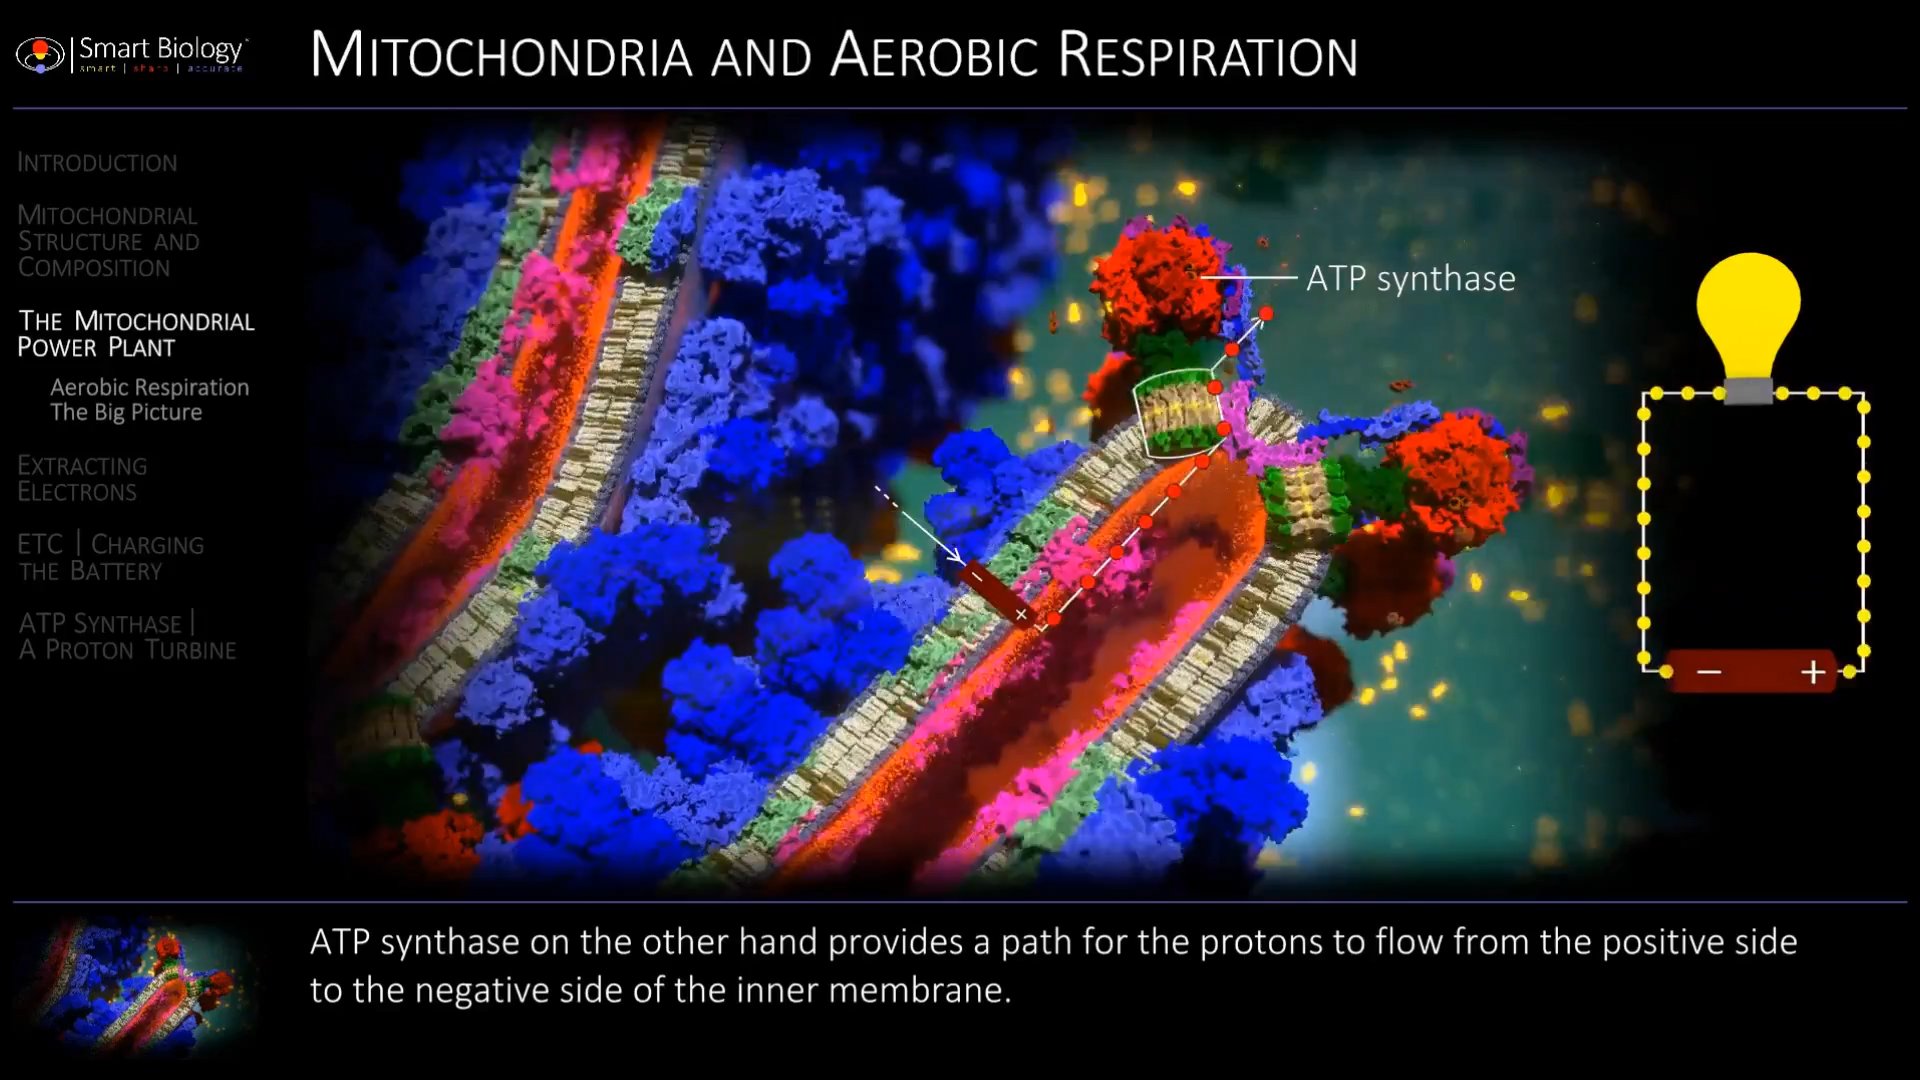 Smart Biology
smart | sharp | accurate
MITOCHONDRIA AND AEROBIC RESPIRATION
INTRODUCTION
MITOCHONDRIAL
STRUCTURE AND
COMPOSITION
THE MITOCHONDRIAL
POWER PLANT
Aerobic Respiration
The Big Picture
EXTRACTING
ELECTRONS
ETC | CHARGING
THE BATTERY
ATP SYNTHASE |
A PROTON TURBINE
ATP synthase
− +
− +
ATP synthase on the other hand provides a path for the protons to flow from the positive side
to the negative side of the inner membrane.